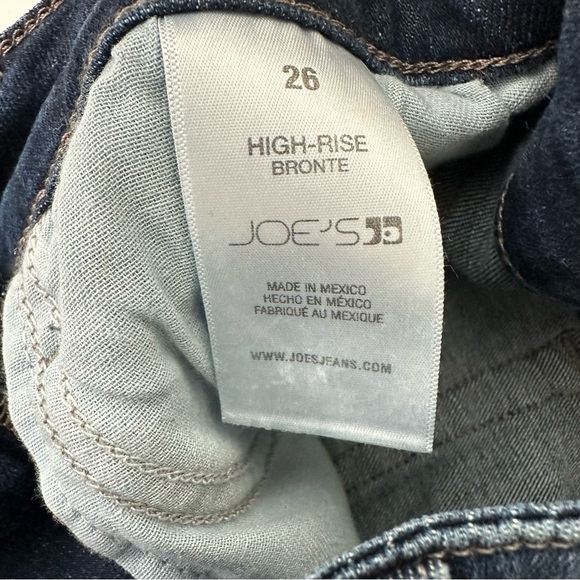 26
HIGH-RISE
BRONTE
JOE'S
MADE IN MEXICO
HECHO EN MÉXICO
FABRIQUÉ AU MEXIQUE
WWW.JOESJEANS.COM